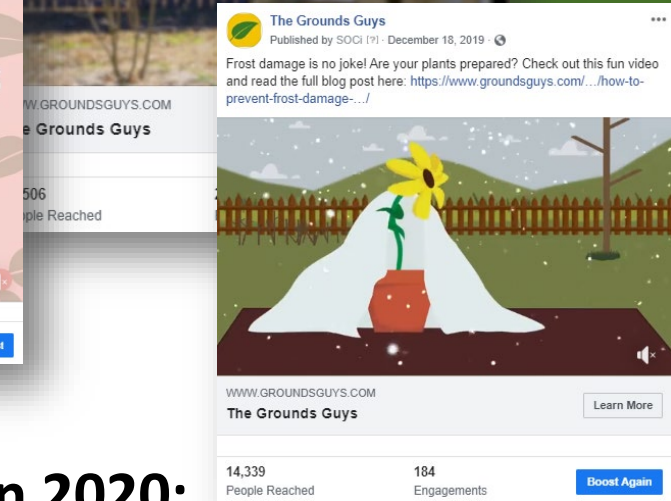 The Grounds Guys
Published by SOCi [?] · December 18, 2019 ·
Frost damage is no joke! Are your plants prepared? Check out this fun video
and read the full blog post here: https://www.groundsguys.com/.../how-to-
prevent-frost-damage-.../
WWW.GROUNDSGUYS.COM
The Grounds Guys
Learn More
14,339
People Reached
184
Engagements
Boost Again
W.GROUNDSGUYS.COM
e Grounds Guys
506
ople Reached
n 2020: